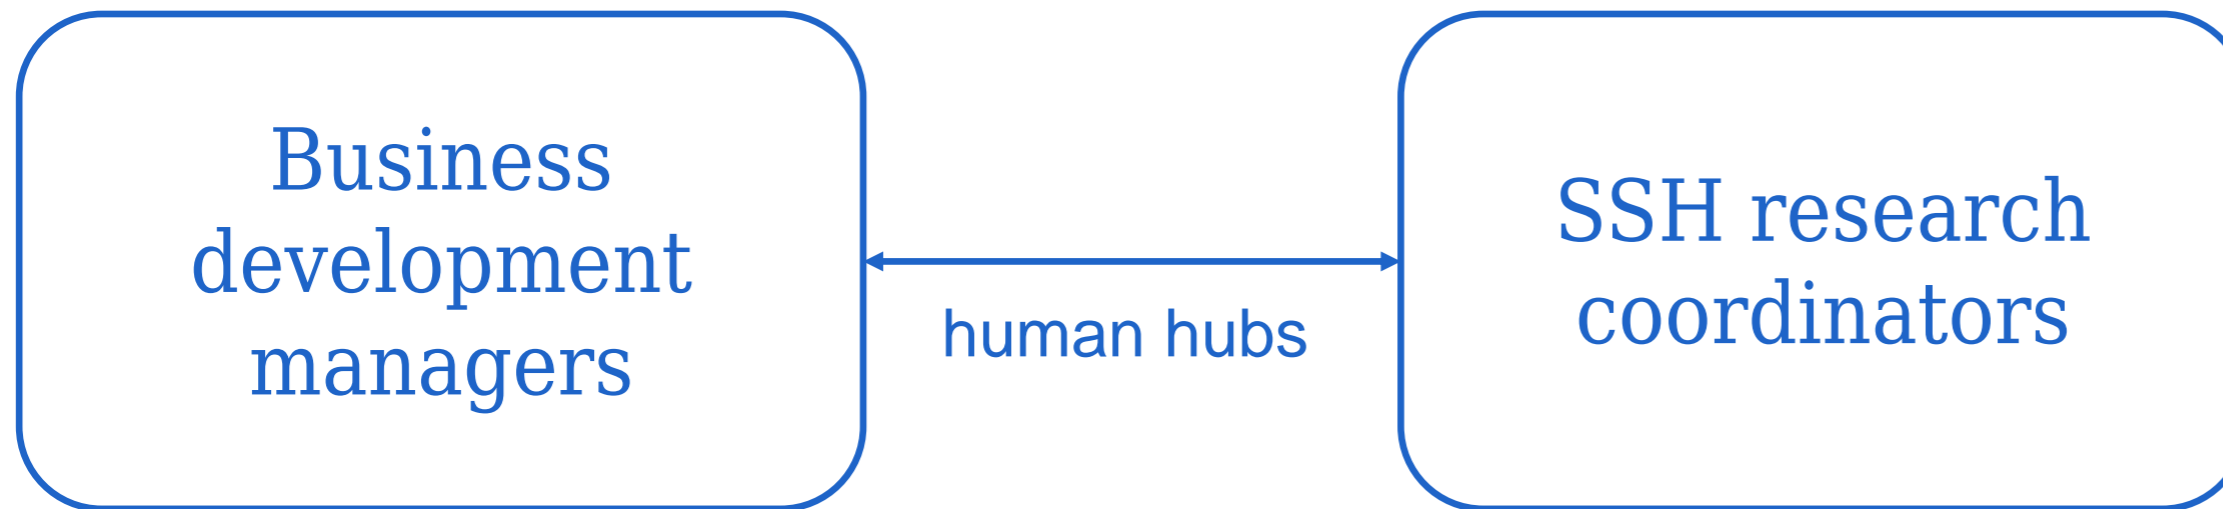 Business
development
managers
human hubs
SSH research
coordinators